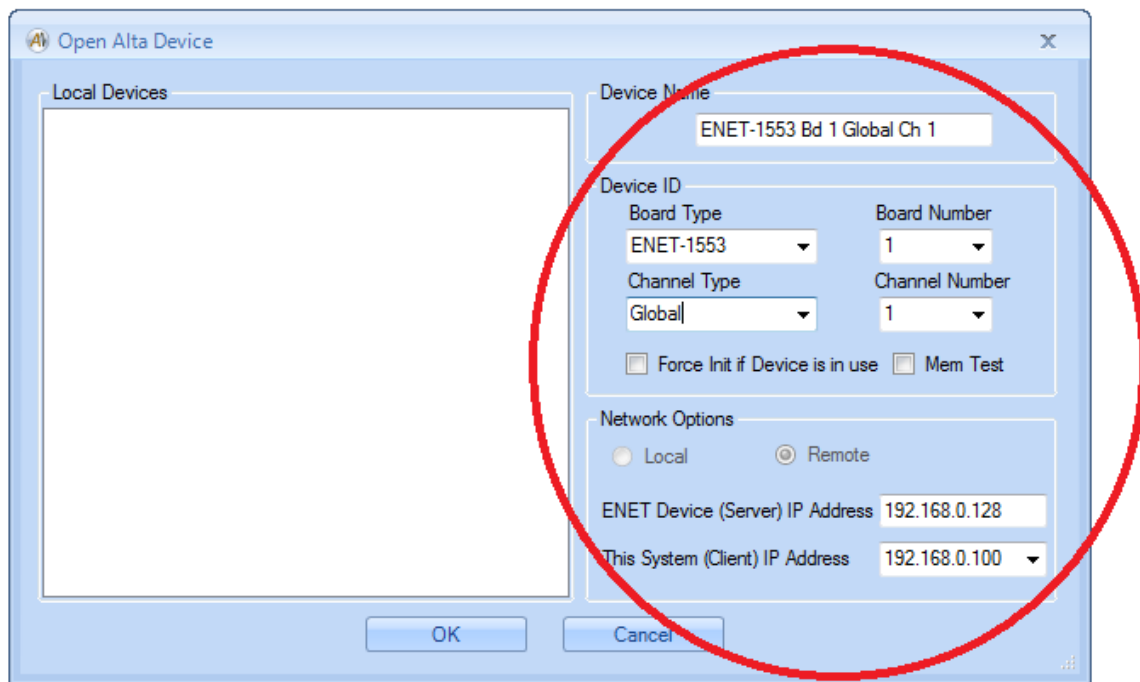 Open Alta Device
Local Devices
Device Name
ENET-1553 Bd 1 Global Ch 1
Device ID
Board Type Board Number
ENET-1553 1
Channel Type Channel Number
Global 1
Force Init if Device is in use Mem Test
Network Options
Local Remote
ENET Device (Server) IP Address 192.168.0.128
This System (Client) IP Address 192.168.0.100
OK Cancel